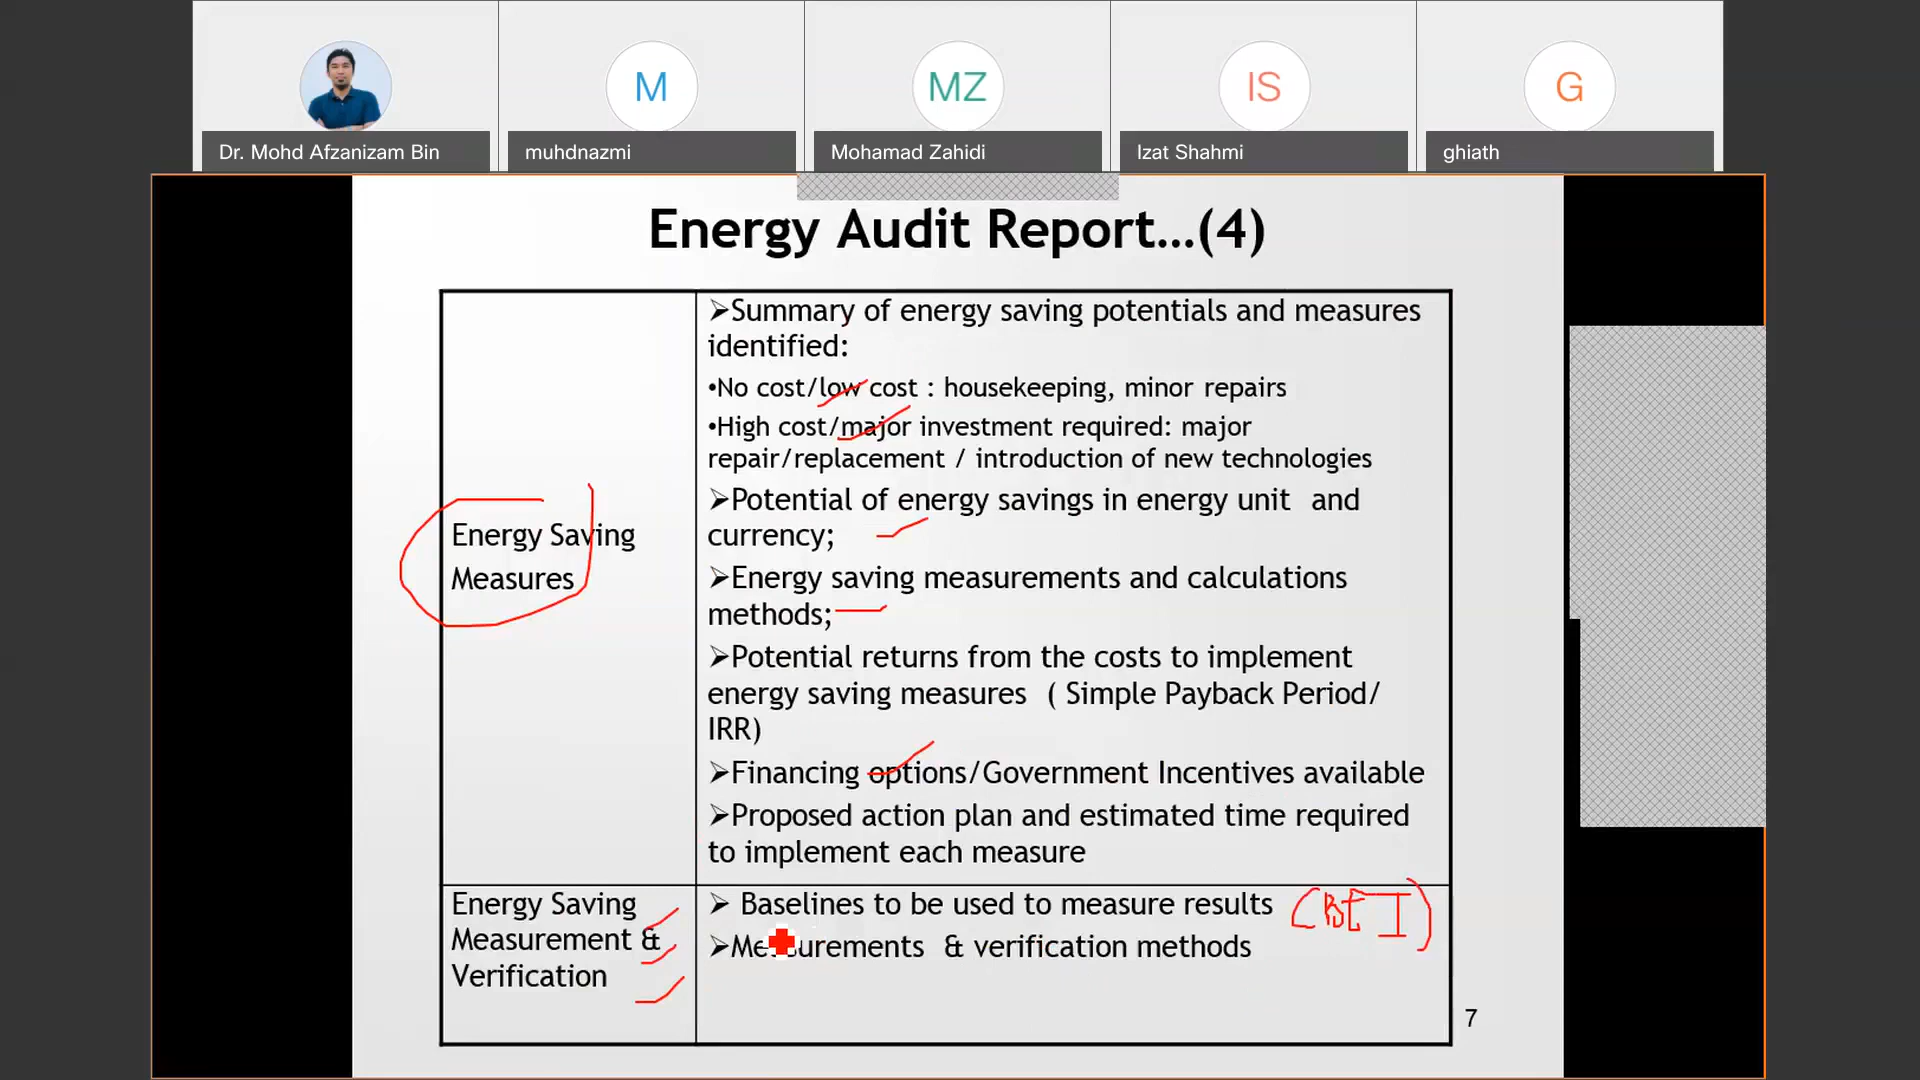 M
MZ
IS
G
Dr. Mohd Afzanizam Bin
muhdnazmi
Mohamad Zahidi
Izat Shahmi
ghiath
Energy Audit Report...(4)
Energy Saving
Measures
➢Summary of energy saving potentials and measures
identified:
•No cost/low cost : housekeeping, minor repairs
•High cost/major investment required: major
repair/replacement / introduction of new technologies
➢Potential of energy savings in energy unit and
currency;
➢Energy saving measurements and calculations
methods;
➢Potential returns from the costs to implement
energy saving measures ( Simple Payback Period/
IRR)
➢Financing options/Government Incentives available
➢Proposed action plan and estimated time required
to implement each measure
Energy Saving
Measurement &
Verification
➢ Baselines to be used to measure results
➢Measurements & verification methods
7